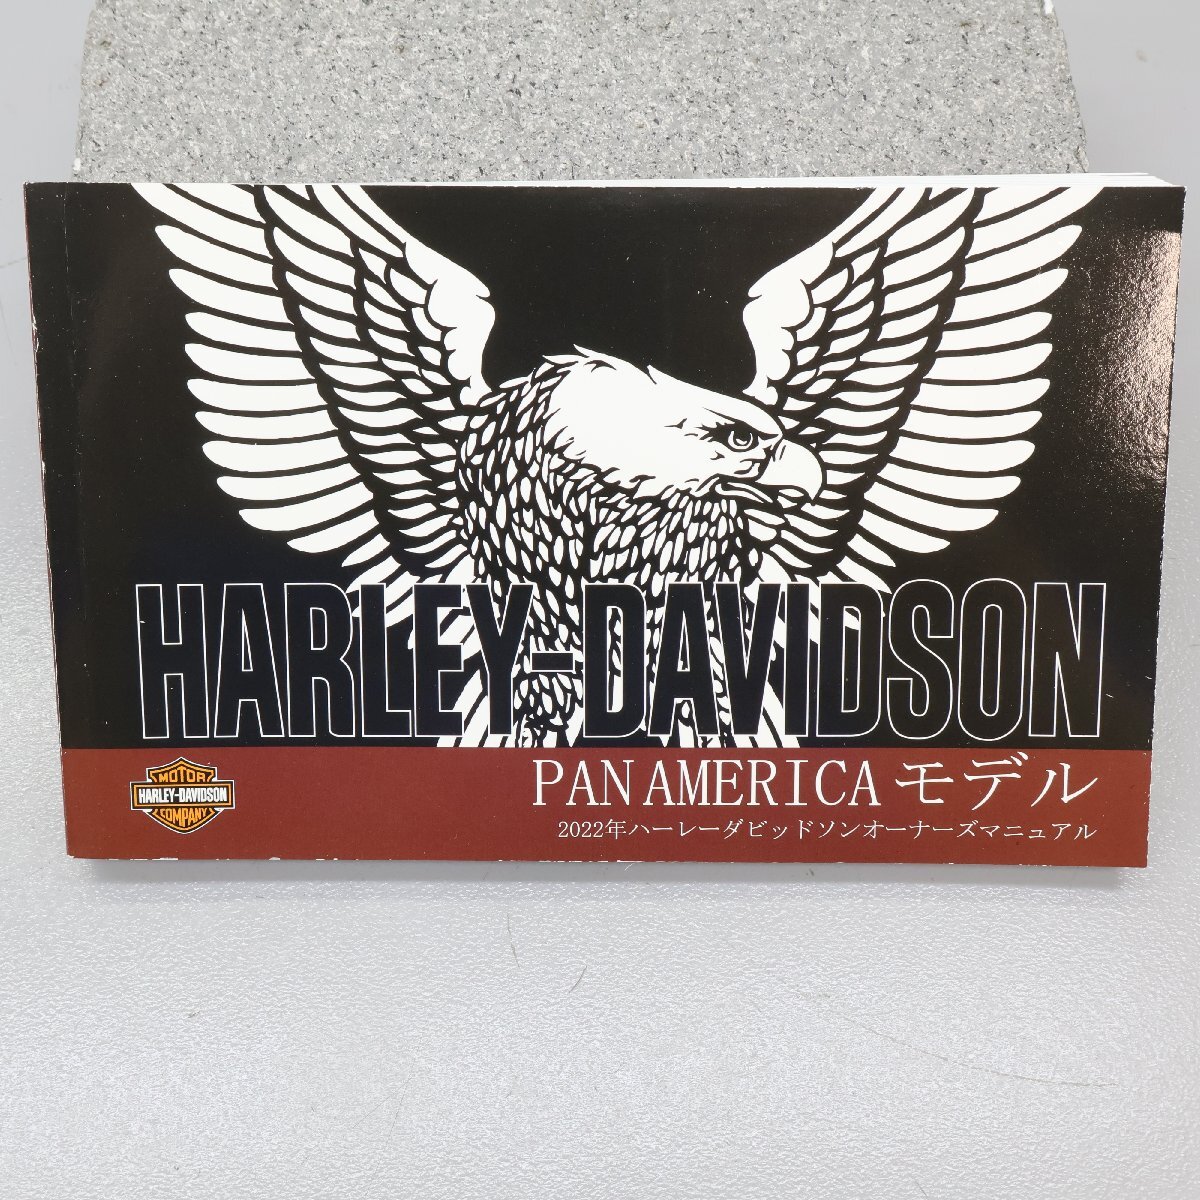 HARLEY-DAVIDSON
MOTOR
HARLEY-DAVIDSON
COMPANY
PAN AMERICA モデル
2022年ハーレーダビッドソンオーナーズマニュアル